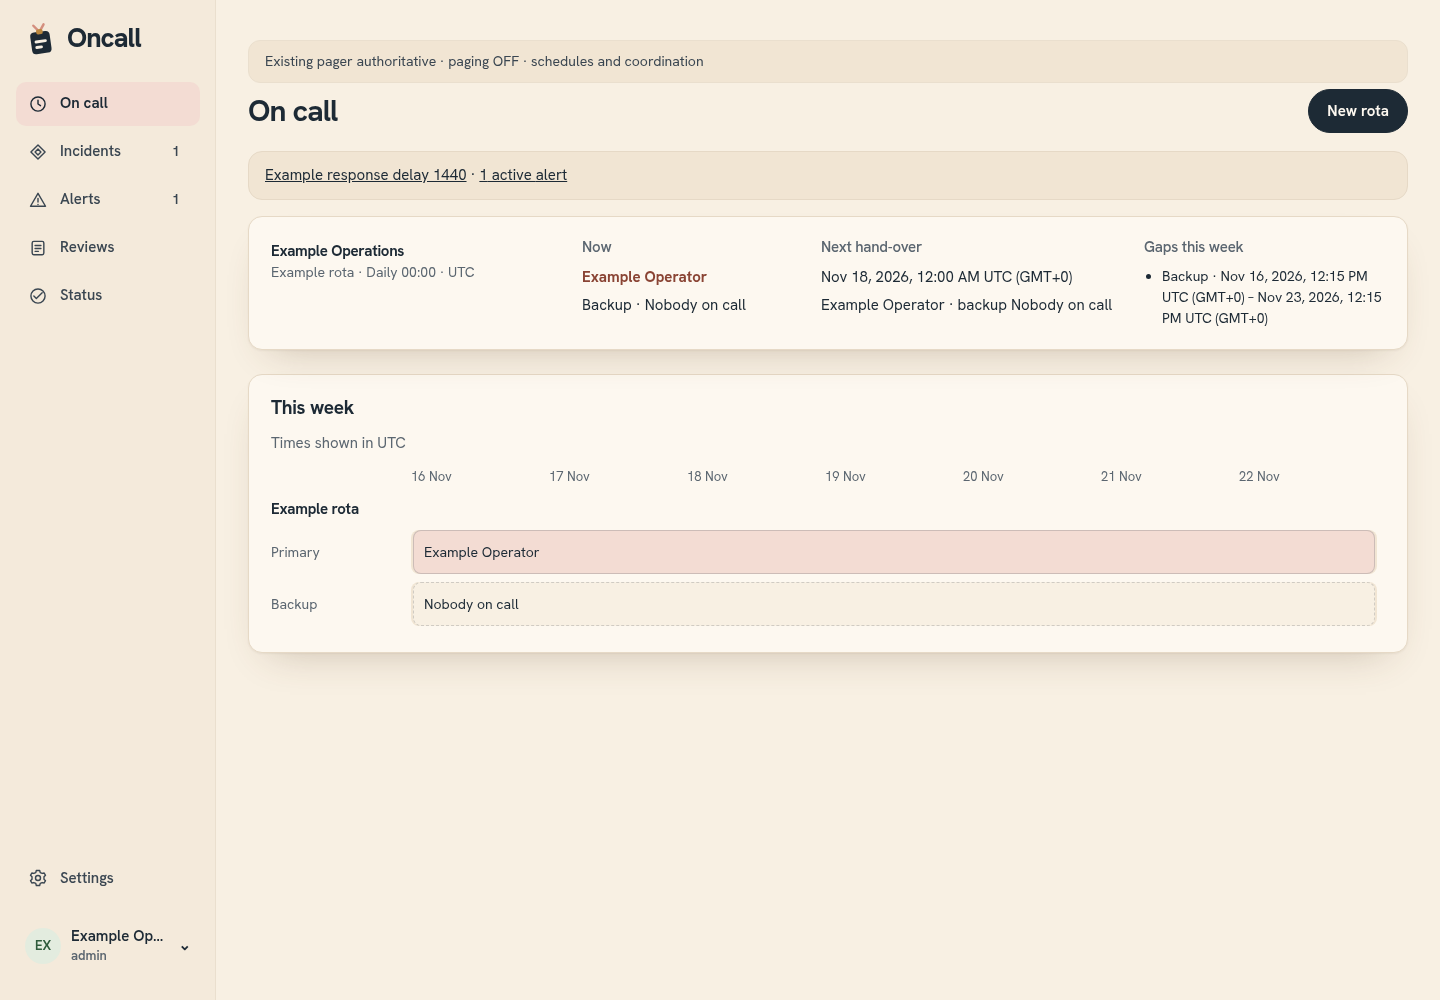 Oncall
On call
Incidents 1
Alerts 1
Reviews
Status
Settings
EX
Example Op...
admin
Existing pager authoritative · paging OFF · schedules and coordination
On call
New rota
Example response delay 1440 · 1 active alert
Example Operations
Example rota · Daily 00:00 · UTC
Now
Example Operator
Backup · Nobody on call
Next hand-over
Nov 18, 2026, 12:00 AM UTC (GMT+0)
Example Operator · backup Nobody on call
Gaps this week
• Backup · Nov 16, 2026, 12:15 PM
UTC (GMT+0) – Nov 23, 2026, 12:15
PM UTC (GMT+0)
This week
Times shown in UTC
16 Nov 17 Nov 18 Nov 19 Nov 20 Nov 21 Nov 22 Nov
Example rota
Primary Example Operator
Backup Nobody on call